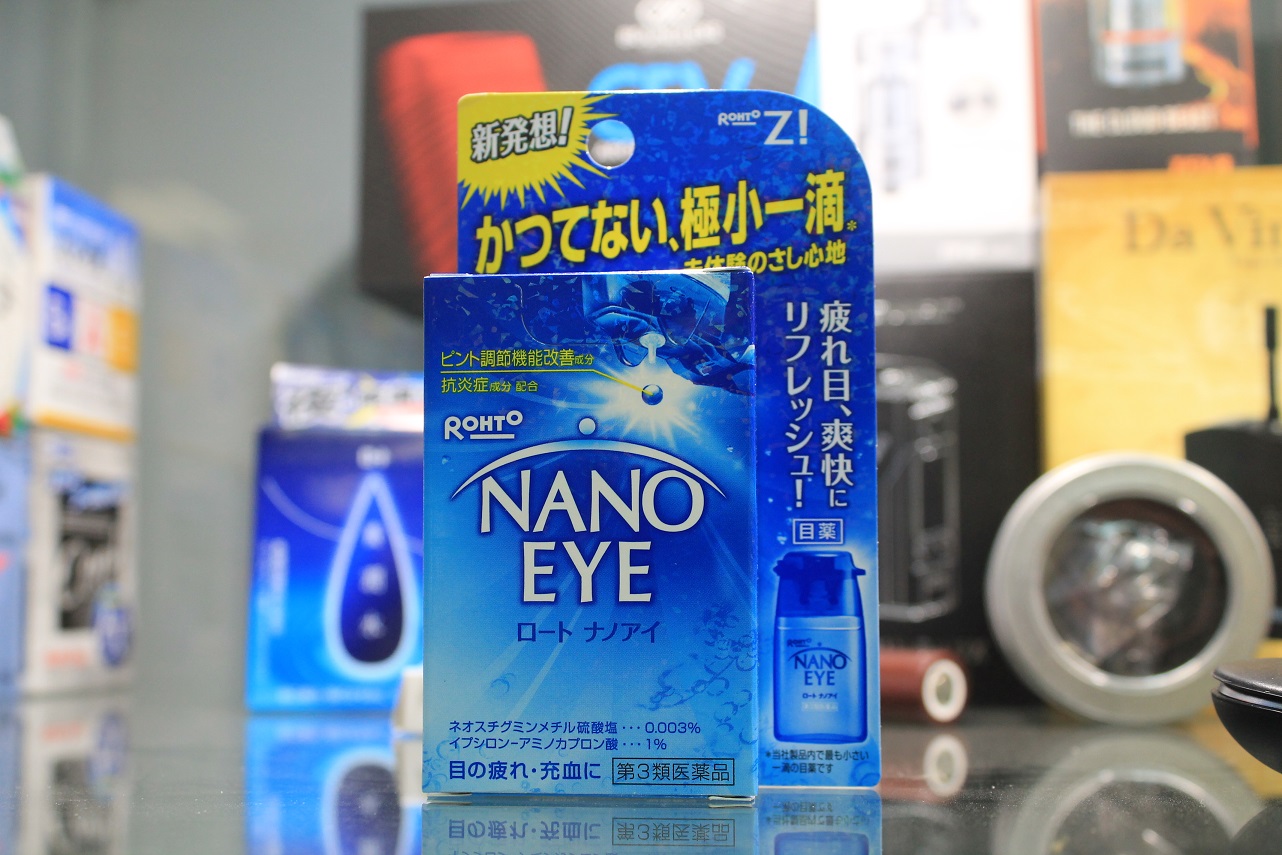 新発想!
ROHTO Z!
かつてない、極小一滴*
未体験のさし心地
疲れ目、爽快に
リフレッシュ!
目薬
ROHTO
NANO
EYE
ロート ナノアイ
*当社製品内で最も小さい
一滴の目薬です
ピント調節機能改善成分
抗炎症成分 配合
ROHTO
NANO
EYE
ロート ナノアイ
ネオスチグミンメチル硫酸塩・・・0.003%
イプシロン-アミノカプロン酸・・・1%
目の疲れ・充血に 第3類医薬品
Da Vin